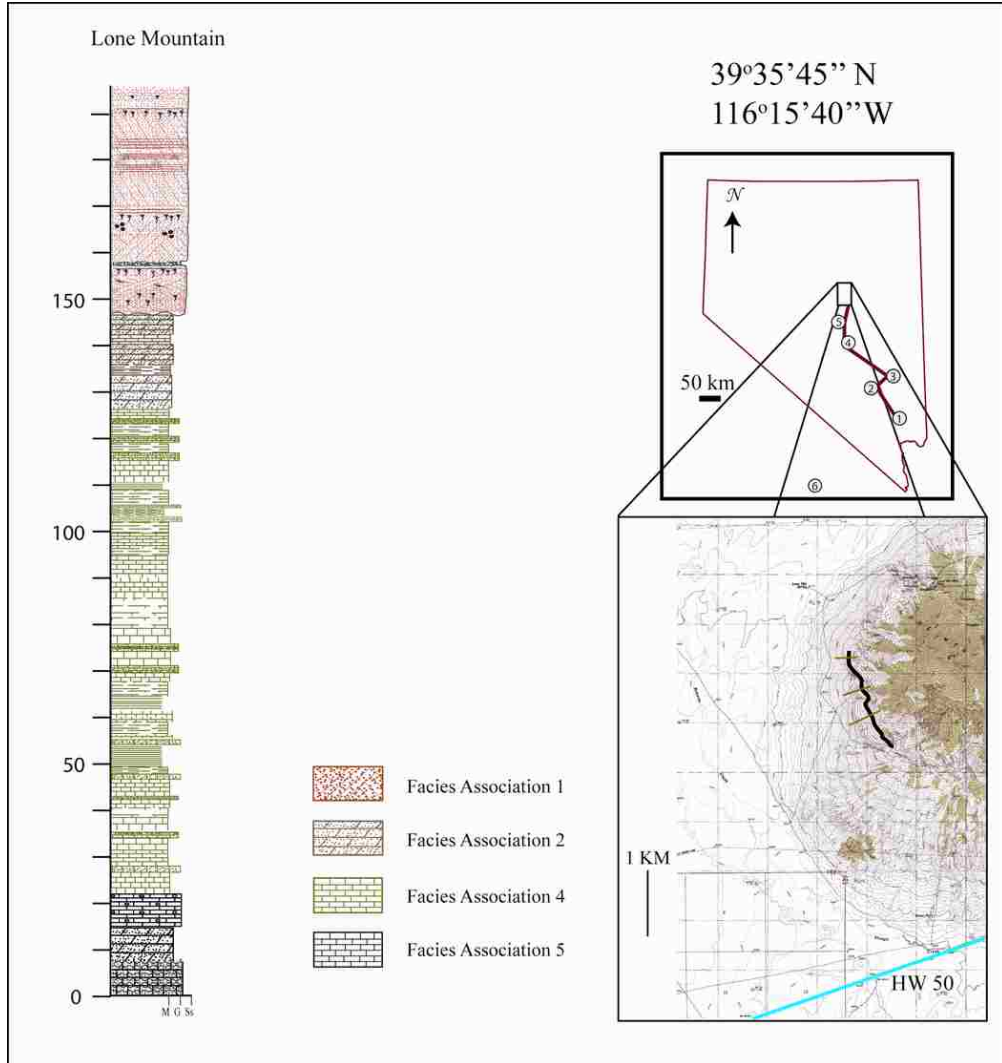 Lone Mountain
39°35'45” N
116°15'40” W
N
50 km
5
4
3
2
1
6
150
100
50
0
M G Ss
Facies Association 1
Facies Association 2
Facies Association 4
Facies Association 5
1 KM
HW 50